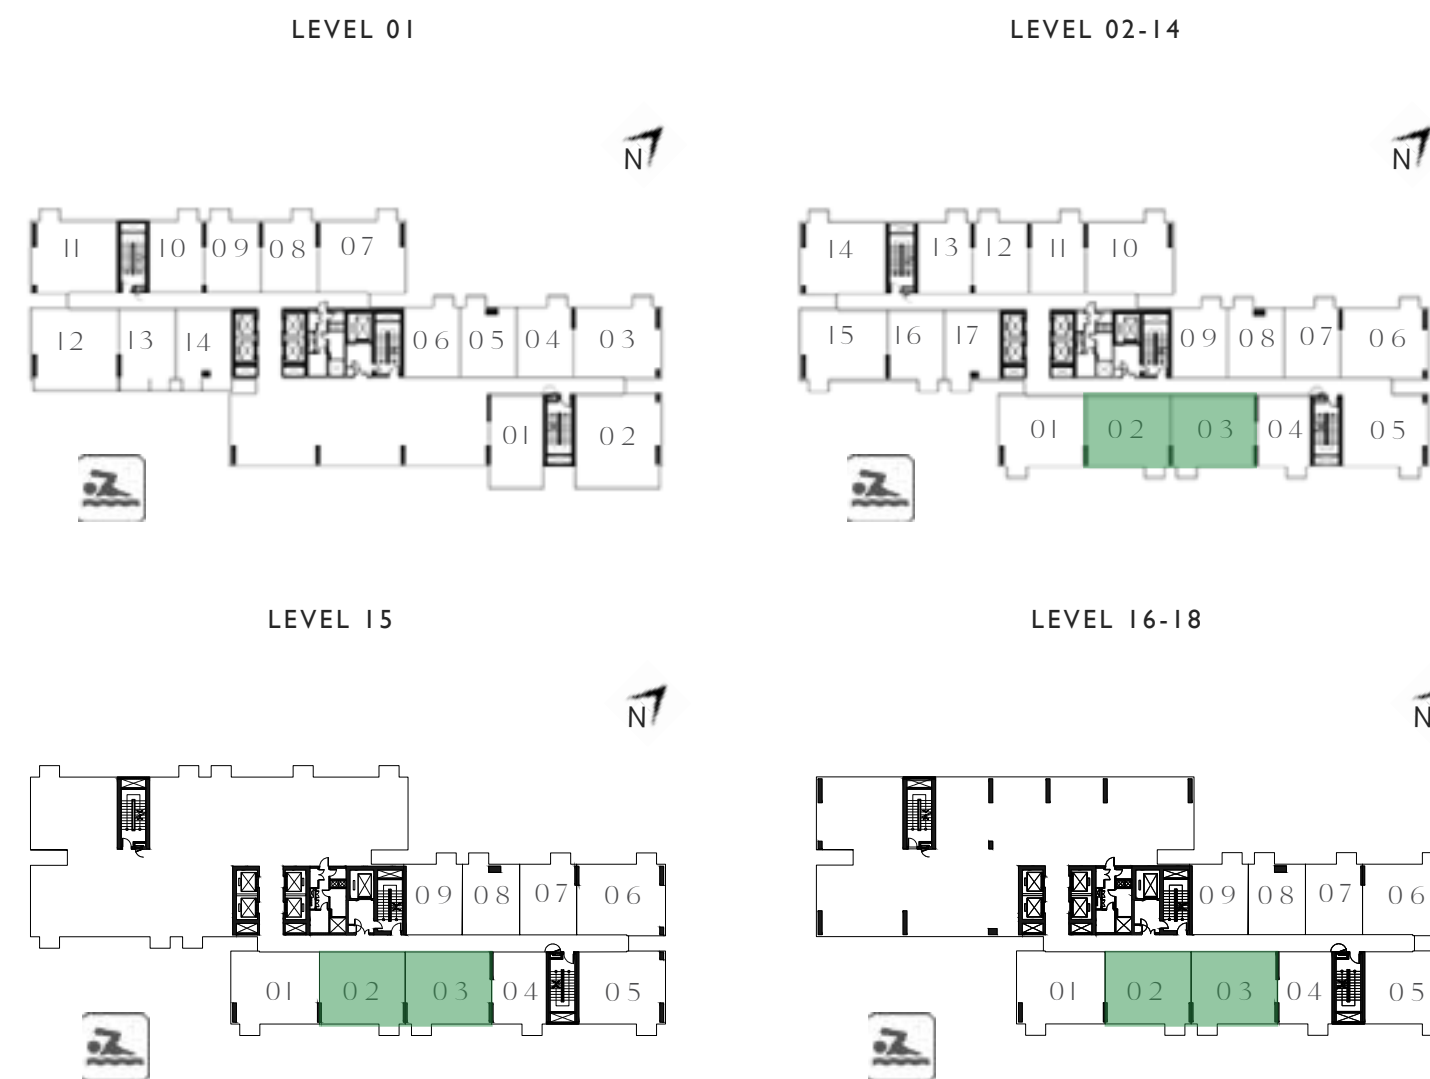 LEVEL 01
LEVEL 02-14
N
N
11 10 09 08 07
14 13 12 11 10
12 13 14 06 05 04 03
15 16 17 09 08 07 06
01 02
01 02 03 04 05
LEVEL 15
LEVEL 16-18
N
N
09 08 07 06
09 08 07 06
01 02 03 04 05
01 02 03 04 05